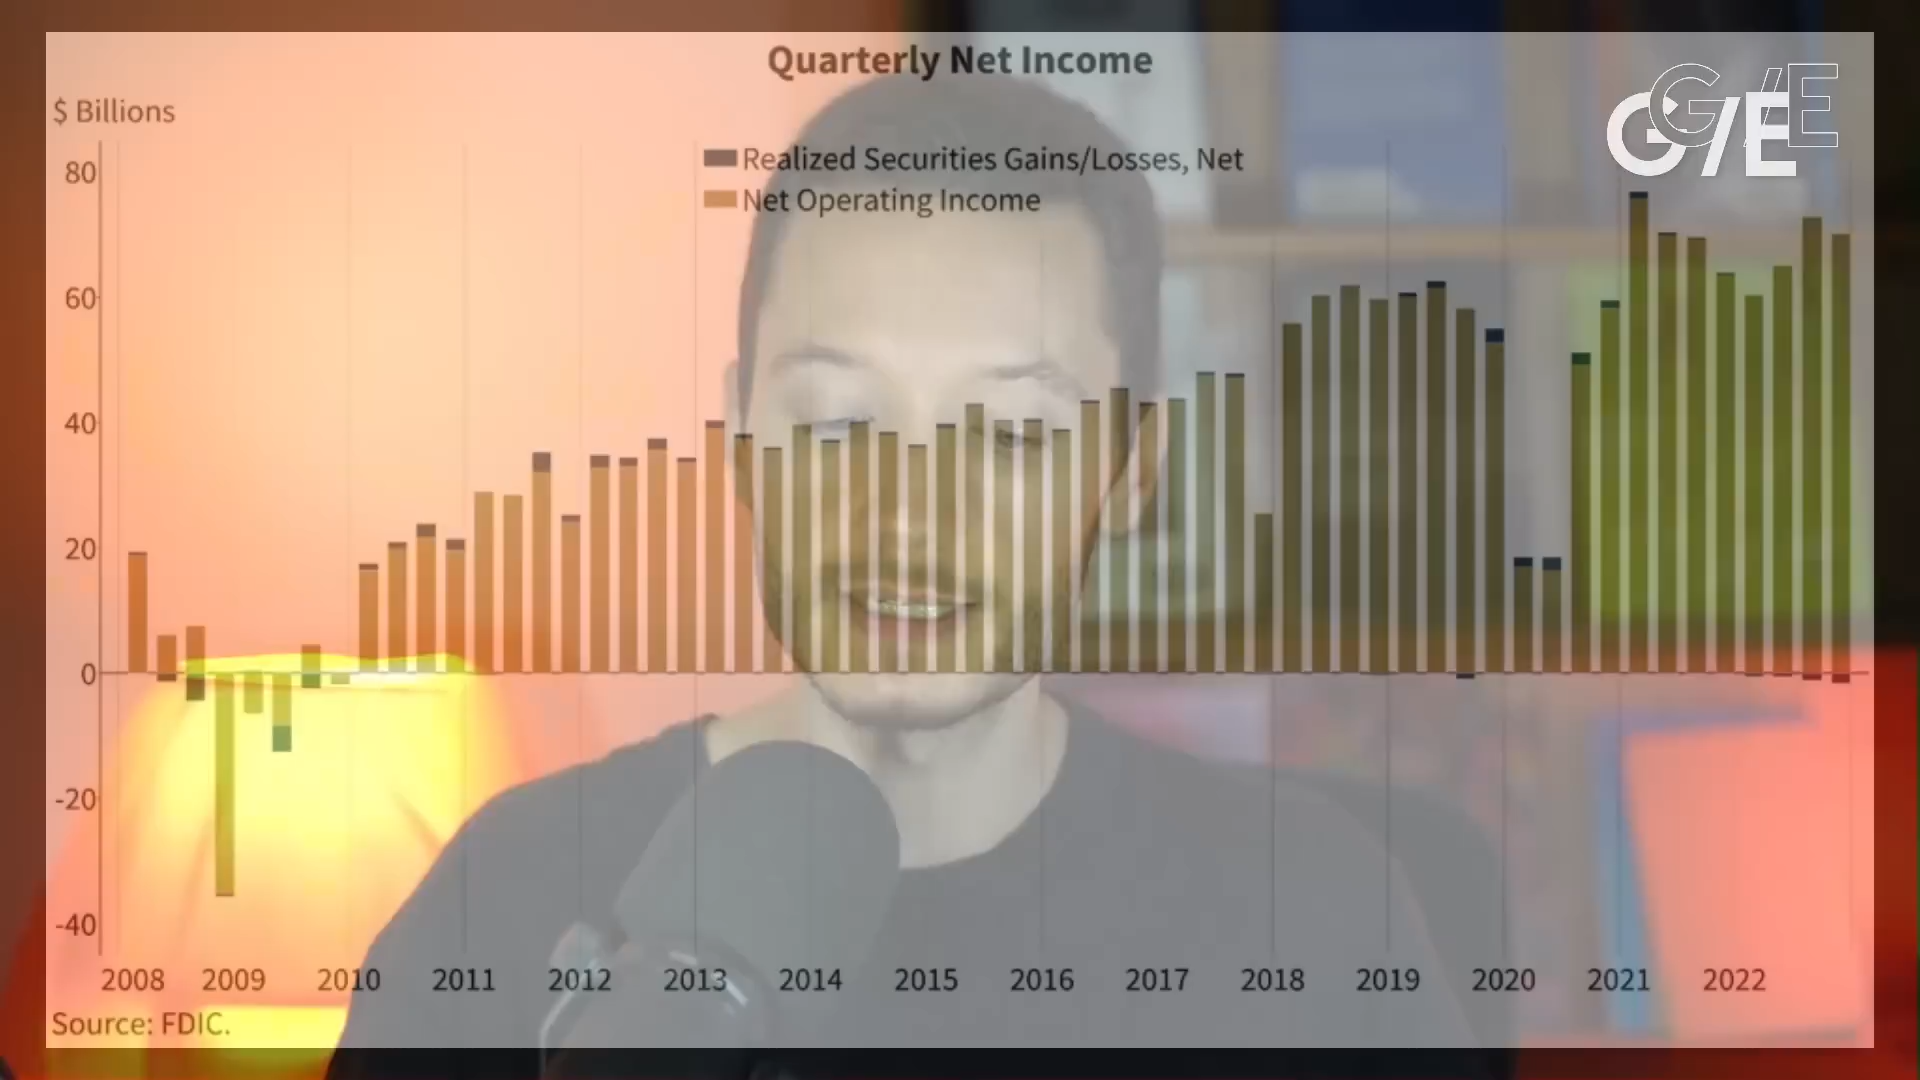 Quarterly Net Income
$ Billions
G/E
G/E
Realized Securities Gains/Losses, Net
Net Operating Income
80
60
40
20
0
-20
-40
2008 2009 2010 2011 2012 2013 2014 2015 2016 2017 2018 2019 2020 2021 2022
Source: FDIC.